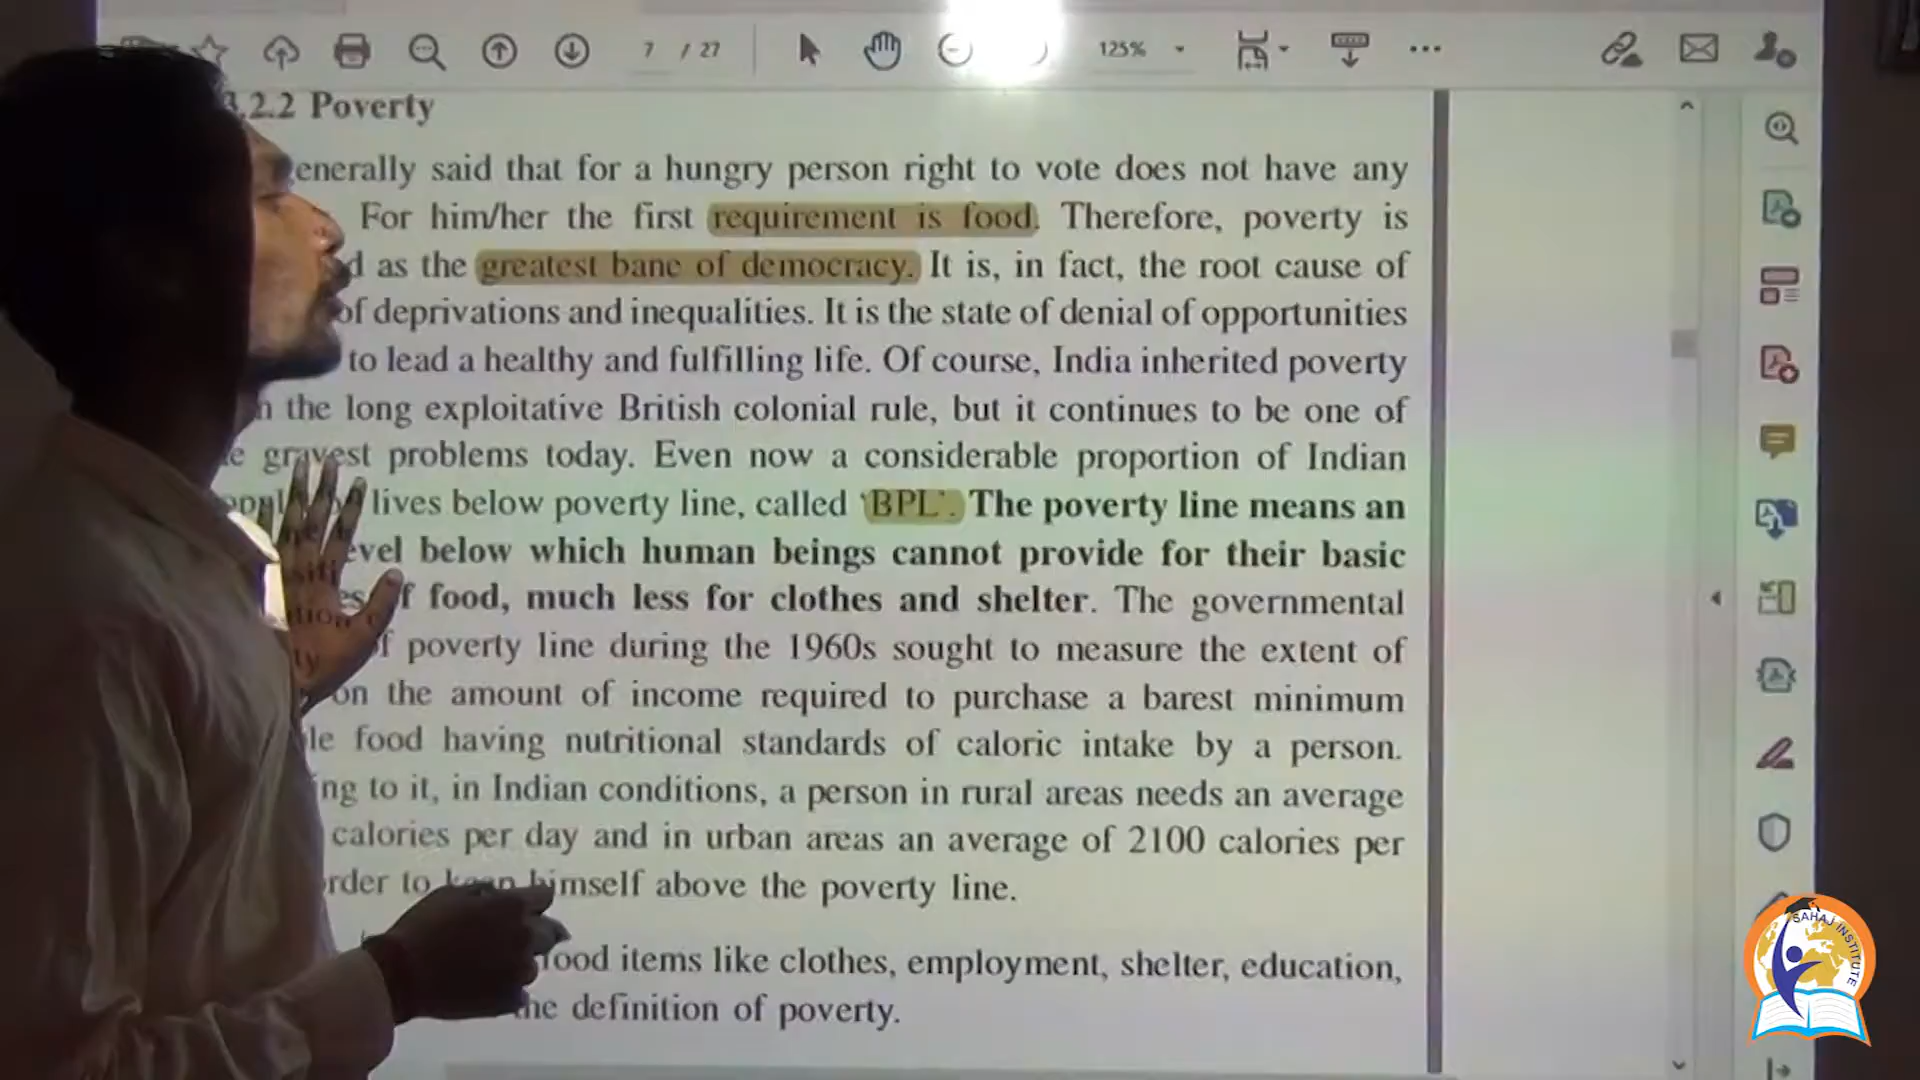 7 / 27
125%
3.2.2 Poverty
enerally said that for a hungry person right to vote does not have any
For him/her the first requirement is food. Therefore, poverty is
d as the greatest bane of democracy. It is, in fact, the root cause of
of deprivations and inequalities. It is the state of denial of opportunities
to lead a healthy and fulfilling life. Of course, India inherited poverty
the long exploitative British colonial rule, but it continues to be one of
gravest problems today. Even now a considerable proportion of Indian
lives below poverty line, called 'BPL'. The poverty line means an
evel below which human beings cannot provide for their basic
of food, much less for clothes and shelter. The governmental
of poverty line during the 1960s sought to measure the extent of
on the amount of income required to purchase a barest minimum
le food having nutritional standards of caloric intake by a person.
ing to it, in Indian conditions, a person in rural areas needs an average
calories per day and in urban areas an average of 2100 calories per
rder to keep himself above the poverty line.
food items like clothes, employment, shelter, education,
the definition of poverty.
SAHAJ INSTITUTE